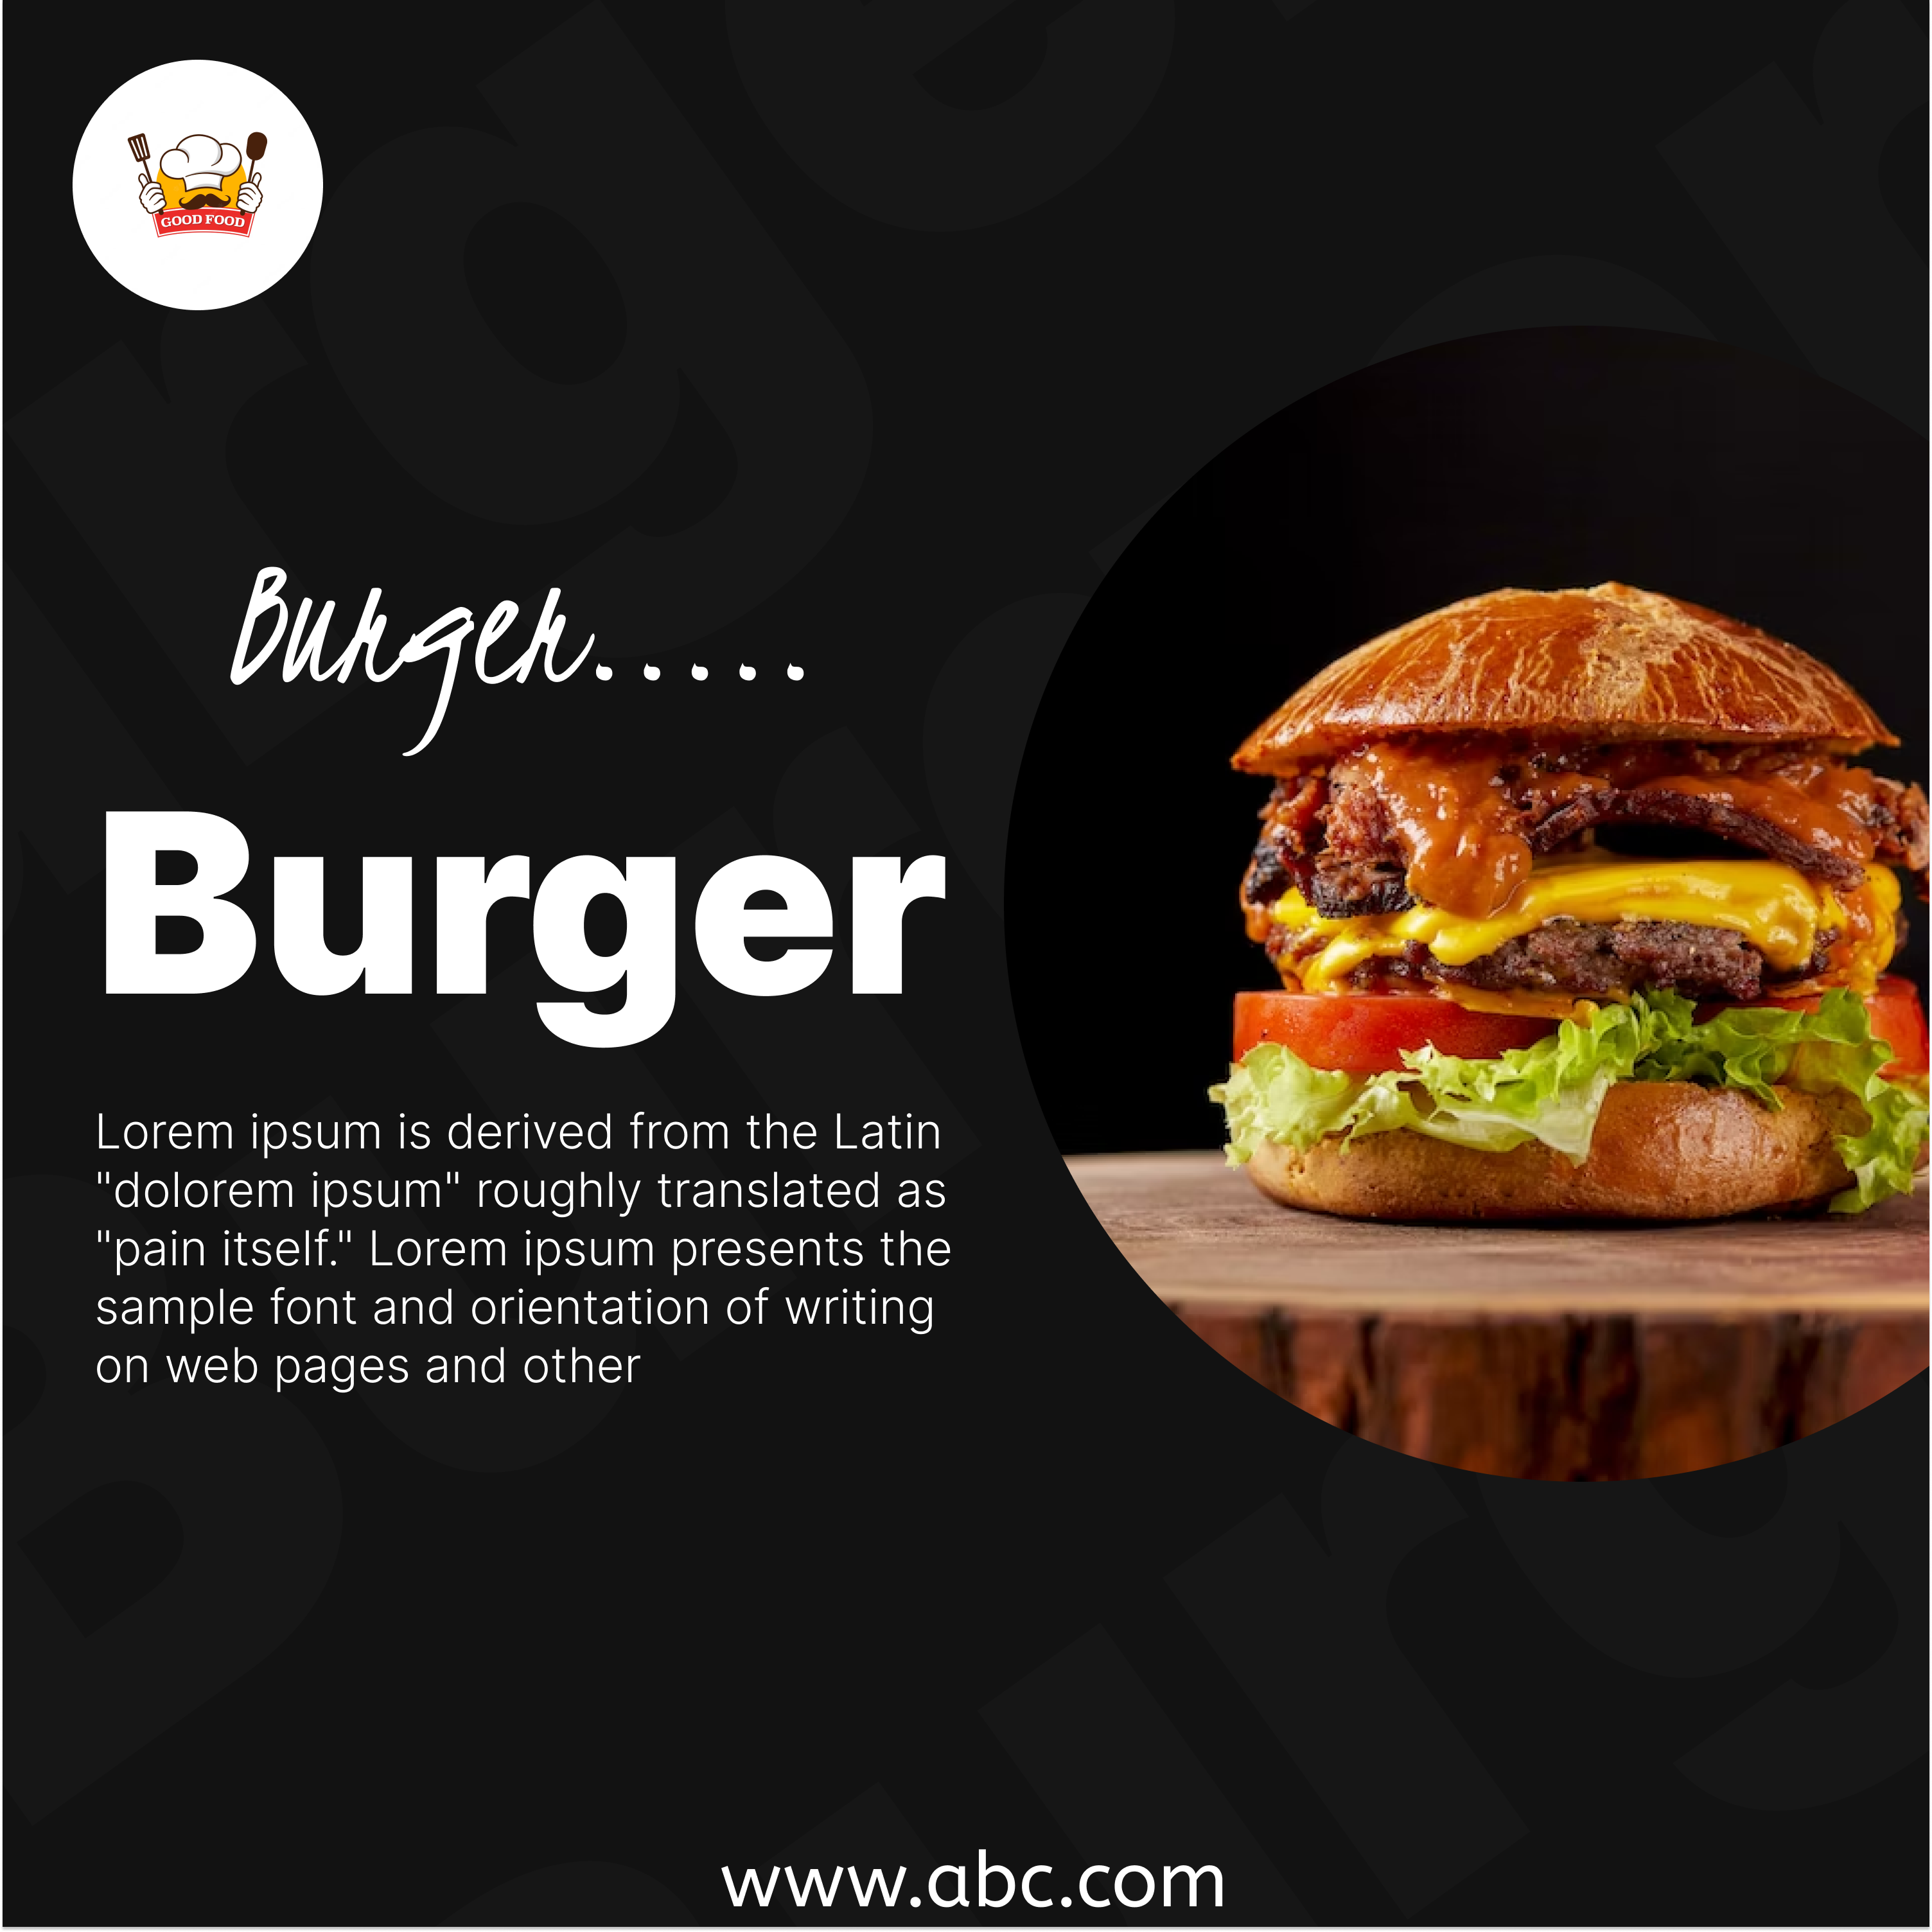 GOOD FOOD
Burger.....
Burger
Lorem ipsum is derived from the Latin
"dolorem ipsum" roughly translated as
"pain itself." Lorem ipsum presents the
sample font and orientation of writing
on web pages and other
www.abc.com